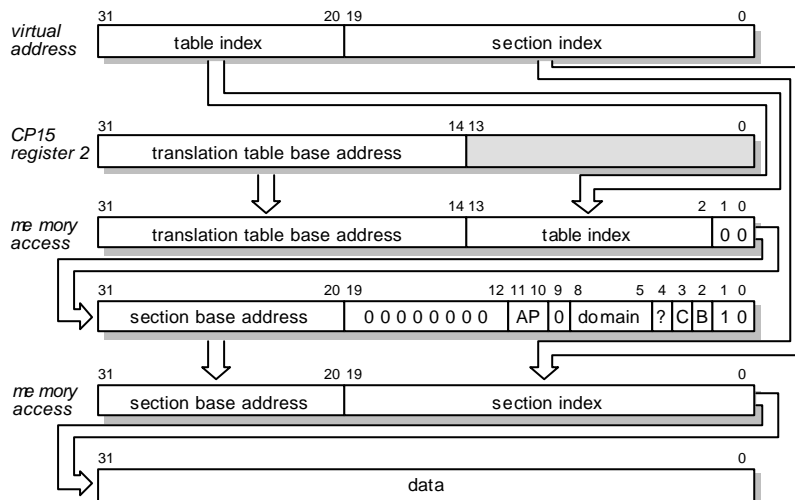 31 20 19 0
virtual address table index section index
31 14 13 0
CP15 register 2 translation table base address
31 14 13 2 1 0
memory access translation table base address table index 0 0
31 20 19 12 11 10 9 8 5 4 3 2 1 0
section base address 0 0 0 0 0 0 0 0 AP 0 domain ? C B 1 0
31 20 19 0
memory access section base address section index
31 0
data